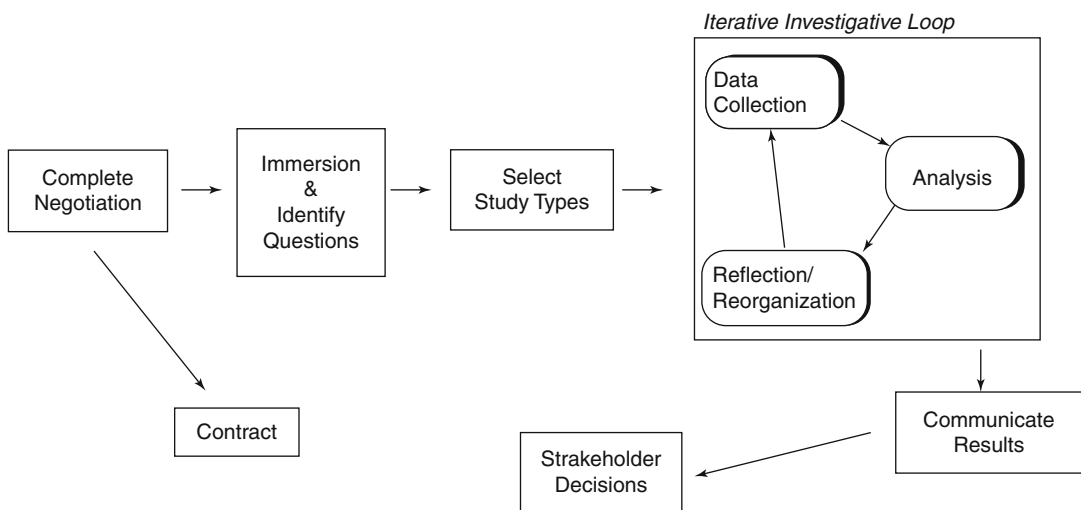 Iterative Investigative Loop
Complete
Negotiation
Immersion
&
Identify
Questions
Select
Study Types
Data
Collection
Analysis
Reflection/
Reorganization
Contract
Communicate
Results
Strakeholder
Decisions